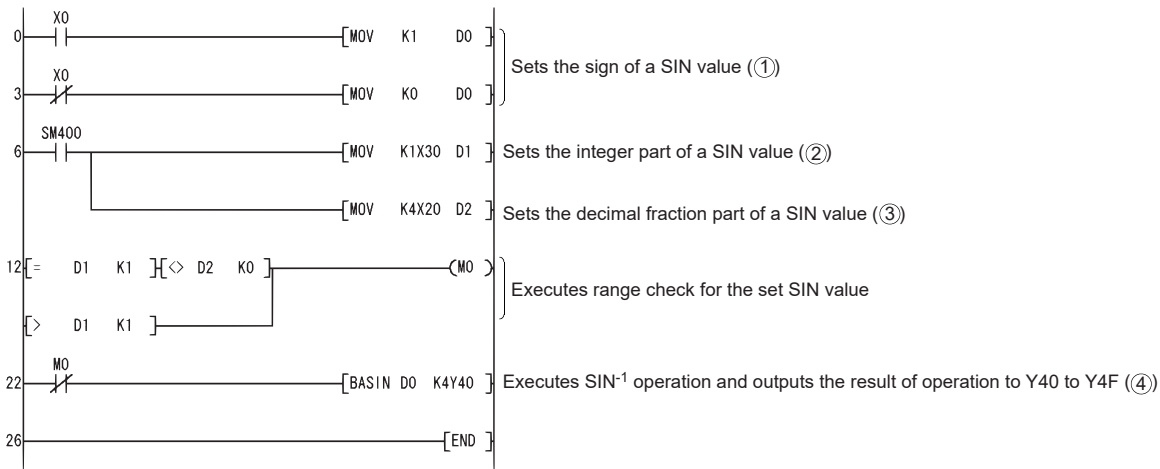 X0
0 [MOV K1 D0 ]
Sets the sign of a SIN value (①)
X0
3 [MOV K0 D0 ]
SM400
6 [MOV K1X30 D1 ] Sets the integer part of a SIN value (②)
[MOV K4X20 D2 ] Sets the decimal fraction part of a SIN value (③)
12 [= D1 K1 ] [<> D2 K0 ] (M0 )
Executes range check for the set SIN value
[> D1 K1 ]
M0
22 [BASIN D0 K4Y40 ] Executes SIN-1 operation and outputs the result of operation to Y40 to Y4F (④)
26 [END ]